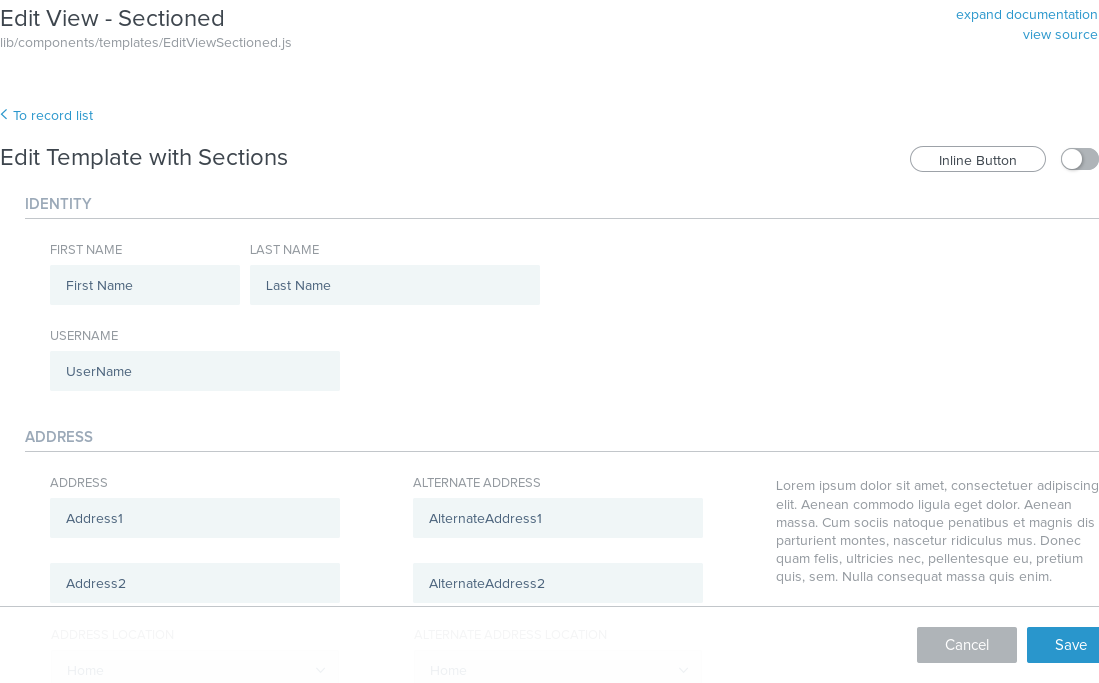 Edit View - Sectioned
expand documentation
lib/components/templates/EditViewSectioned.js
view source
To record list
Edit Template with Sections
Inline Button
IDENTITY
FIRST NAME
LAST NAME
First Name
Last Name
USERNAME
UserName
ADDRESS
ADDRESS
ALTERNATE ADDRESS
Address1
AlternateAddress1
Address2
AlternateAddress2
Lorem ipsum dolor sit amet, consectetuer adipiscing
elit. Aenean commodo ligula eget dolor. Aenean
massa. Cum sociis natoque penatibus et magnis dis
parturient montes, nascetur ridiculus mus. Donec
quam felis, ultricies nec, pellentesque eu, pretium
quis, sem. Nulla consequat massa quis enim.
ADDRESS LOCATION
ALTERNATE ADDRESS LOCATION
Home
Home
Cancel
Save